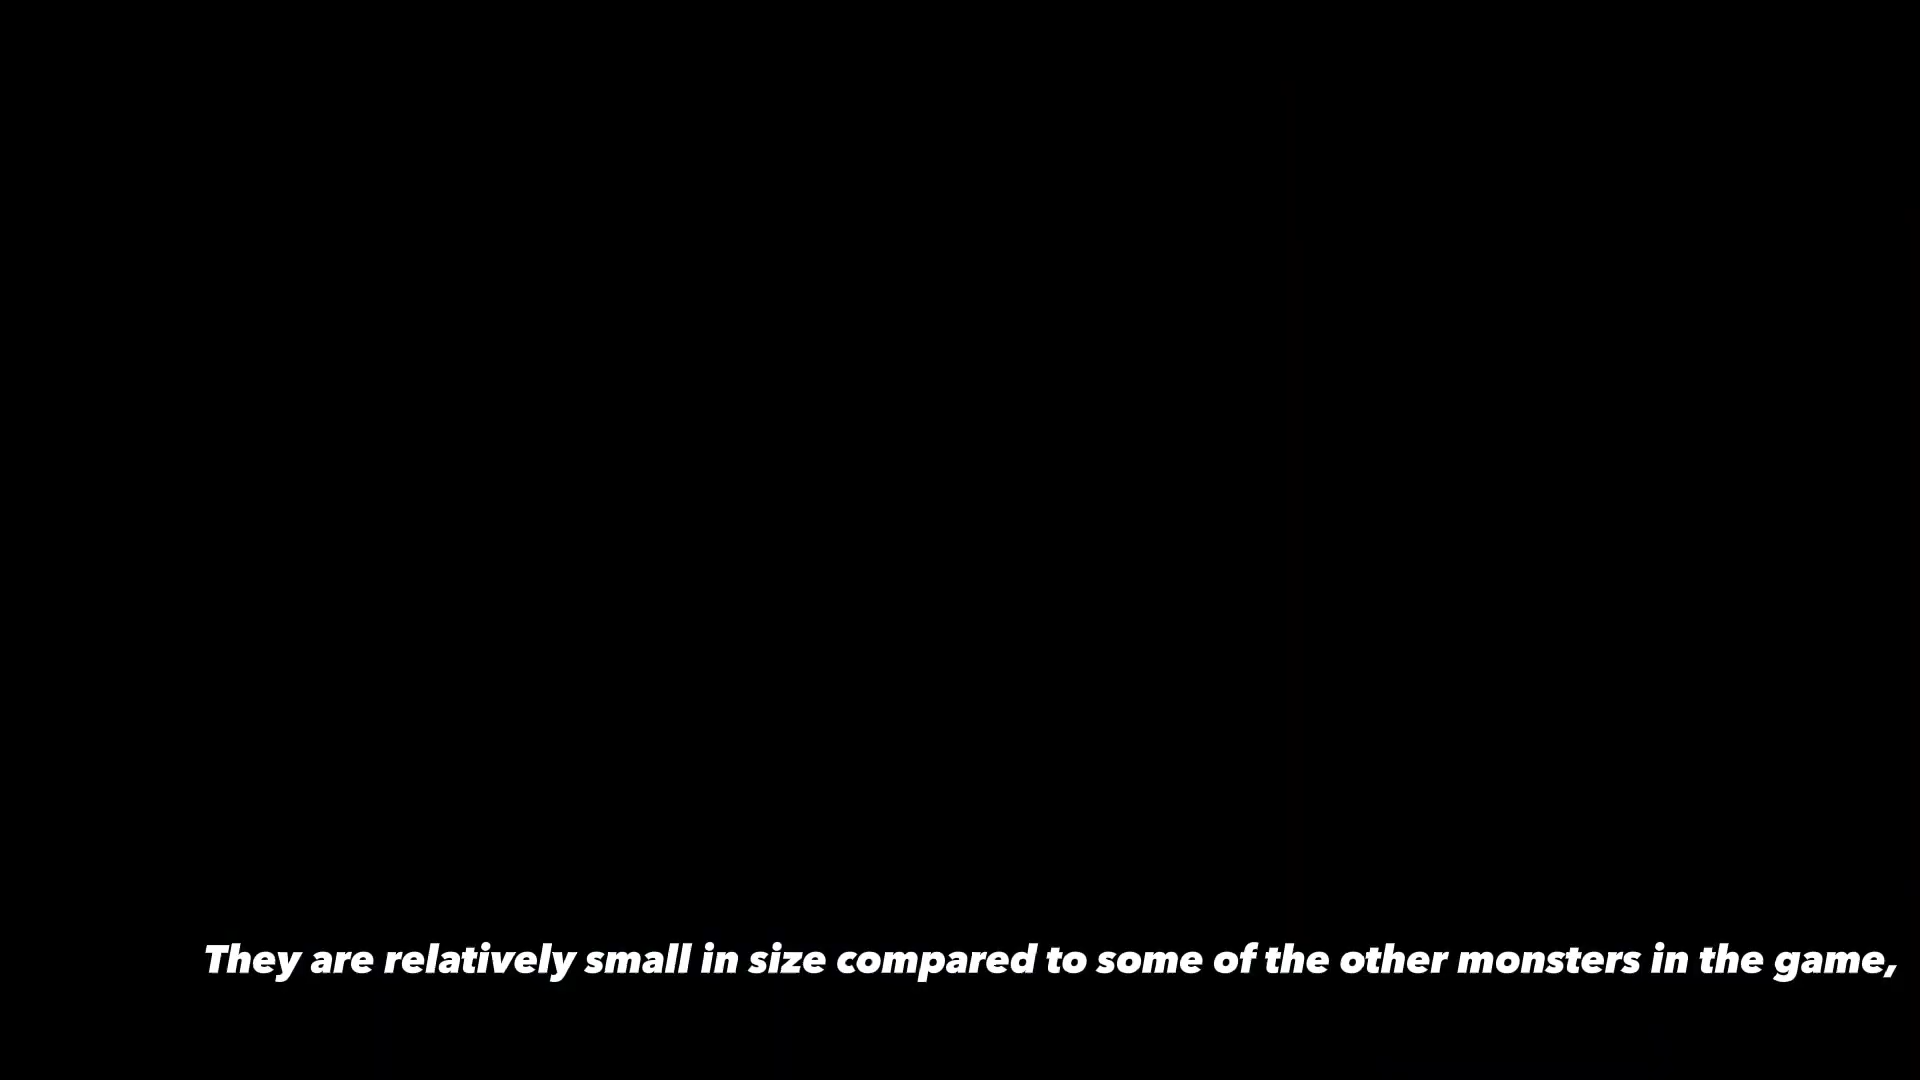 They are relatively small in size compared to some of the other monsters in the game,